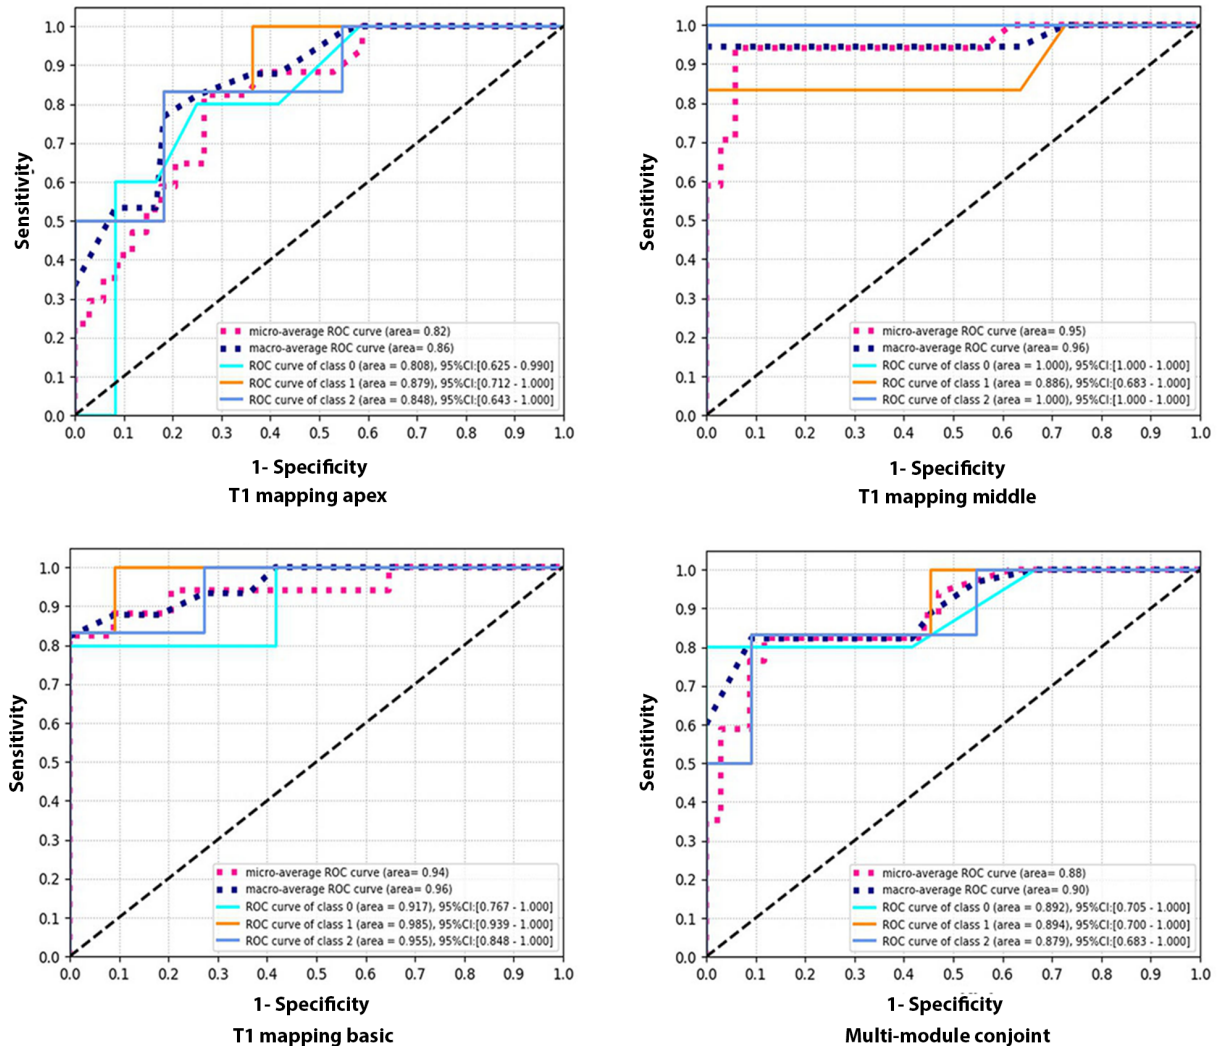 1.0
0.9
0.8
0.7
0.6
0.5
0.4
0.3
0.2
0.1
0.0
Sensitivity
micro-average ROC curve (area= 0.82)
macro-average ROC curve (area= 0.86)
ROC curve of class 0 (area = 0.808), 95%CI:[0.625 - 0.990]
ROC curve of class 1 (area = 0.879), 95%CI:[0.712 - 1.000]
ROC curve of class 2 (area = 0.848), 95%CI:[0.643 - 1.000]
0.0 0.1 0.2 0.3 0.4 0.5 0.6 0.7 0.8 0.9 1.0
1- Specificity
T1 mapping apex
1.0
0.9
0.8
0.7
0.6
0.5
0.4
0.3
0.2
0.1
0.0
Sensitivity
micro-average ROC curve (area= 0.95)
macro-average ROC curve (area= 0.96)
ROC curve of class 0 (area = 1.000), 95%CI:[1.000 - 1.000]
ROC curve of class 1 (area = 0.886), 95%CI:[0.683 - 1.000]
ROC curve of class 2 (area = 1.000), 95%CI:[1.000 - 1.000]
0.0 0.1 0.2 0.3 0.4 0.5 0.6 0.7 0.8 0.9 1.0
1- Specificity
T1 mapping middle
1.0
0.9
0.8
0.7
0.6
0.5
0.4
0.3
0.2
0.1
0.0
Sensitivity
micro-average ROC curve (area= 0.94)
macro-average ROC curve (area= 0.96)
ROC curve of class 0 (area = 0.917), 95%CI:[0.767 - 1.000]
ROC curve of class 1 (area = 0.985), 95%CI:[0.939 - 1.000]
ROC curve of class 2 (area = 0.955), 95%CI:[0.848 - 1.000]
0.0 0.1 0.2 0.3 0.4 0.5 0.6 0.7 0.8 0.9 1.0
1- Specificity
T1 mapping basic
1.0
0.9
0.8
0.7
0.6
0.5
0.4
0.3
0.2
0.1
0.0
Sensitivity
micro-average ROC curve (area= 0.88)
macro-average ROC curve (area= 0.90)
ROC curve of class 0 (area = 0.892), 95%CI:[0.705 - 1.000]
ROC curve of class 1 (area = 0.894), 95%CI:[0.700 - 1.000]
ROC curve of class 2 (area = 0.879), 95%CI:[0.683 - 1.000]
0.0 0.1 0.2 0.3 0.4 0.5 0.6 0.7 0.8 0.9 1.0
1- Specificity
Multi-module conjoint